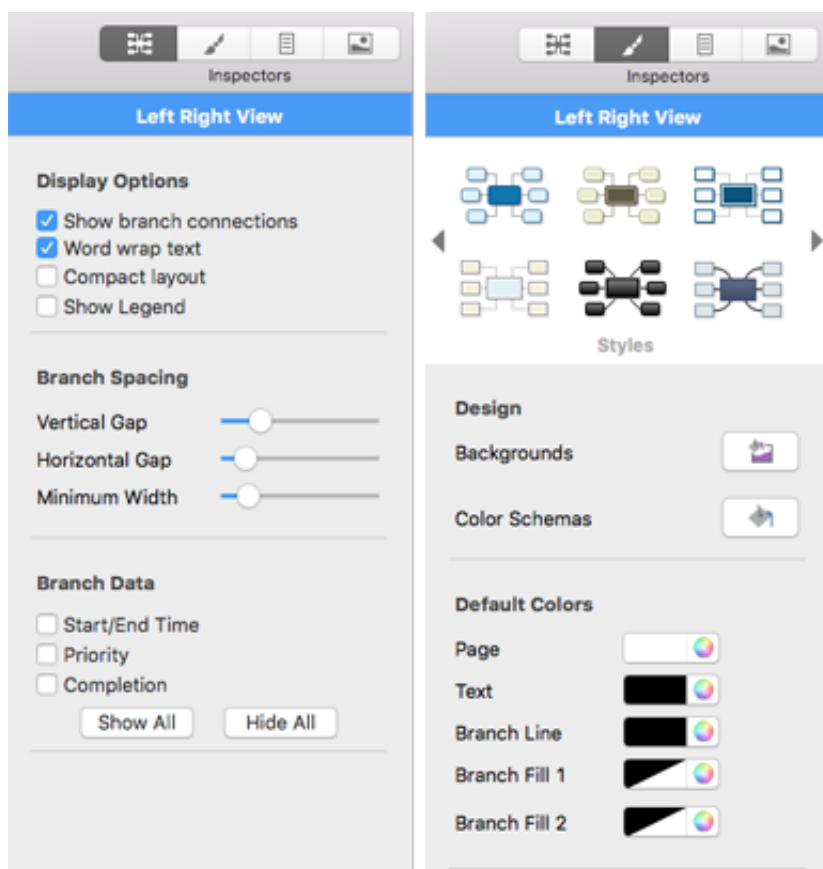 Inspectors
Left Right View
Display Options
Show branch connections
Word wrap text
Compact layout
Show Legend
Branch Spacing
Vertical Gap
Horizontal Gap
Minimum Width
Branch Data
Start/End Time
Priority
Completion
Show All
Hide All
Inspectors
Left Right View
Styles
Design
Backgrounds
Color Schemas
Default Colors
Page
Text
Branch Line
Branch Fill 1
Branch Fill 2